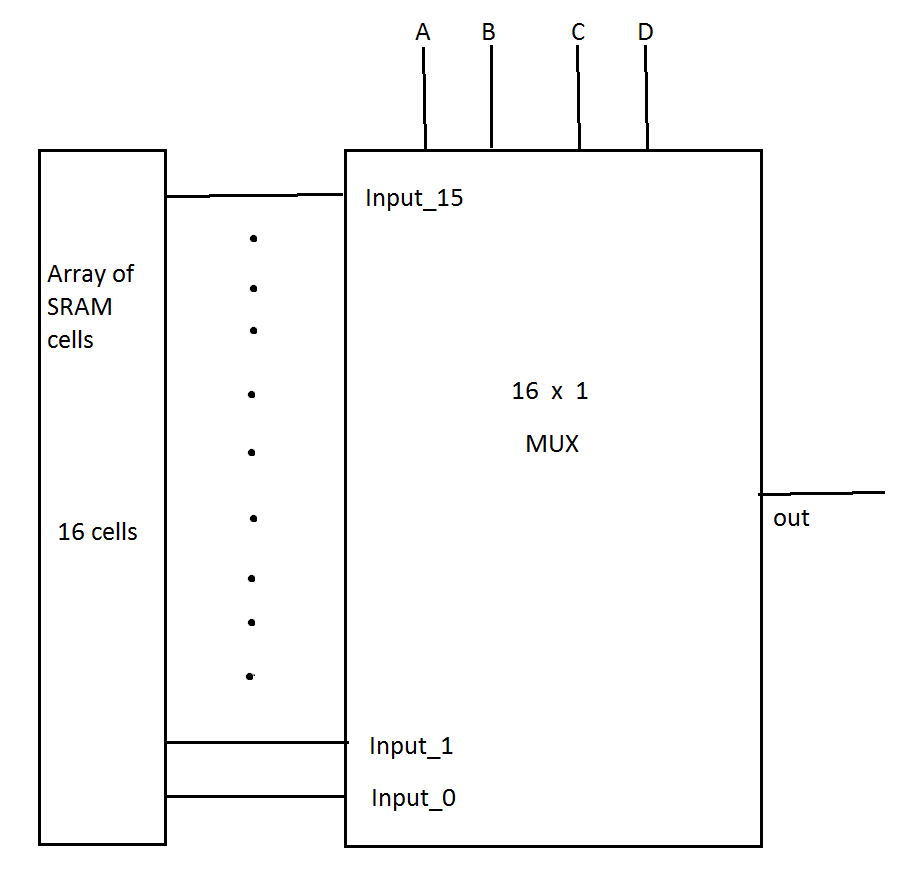 A B C D
Input_15
Array of
SRAM
cells
16 x 1
MUX
out
16 cells
Input_1
Input_0